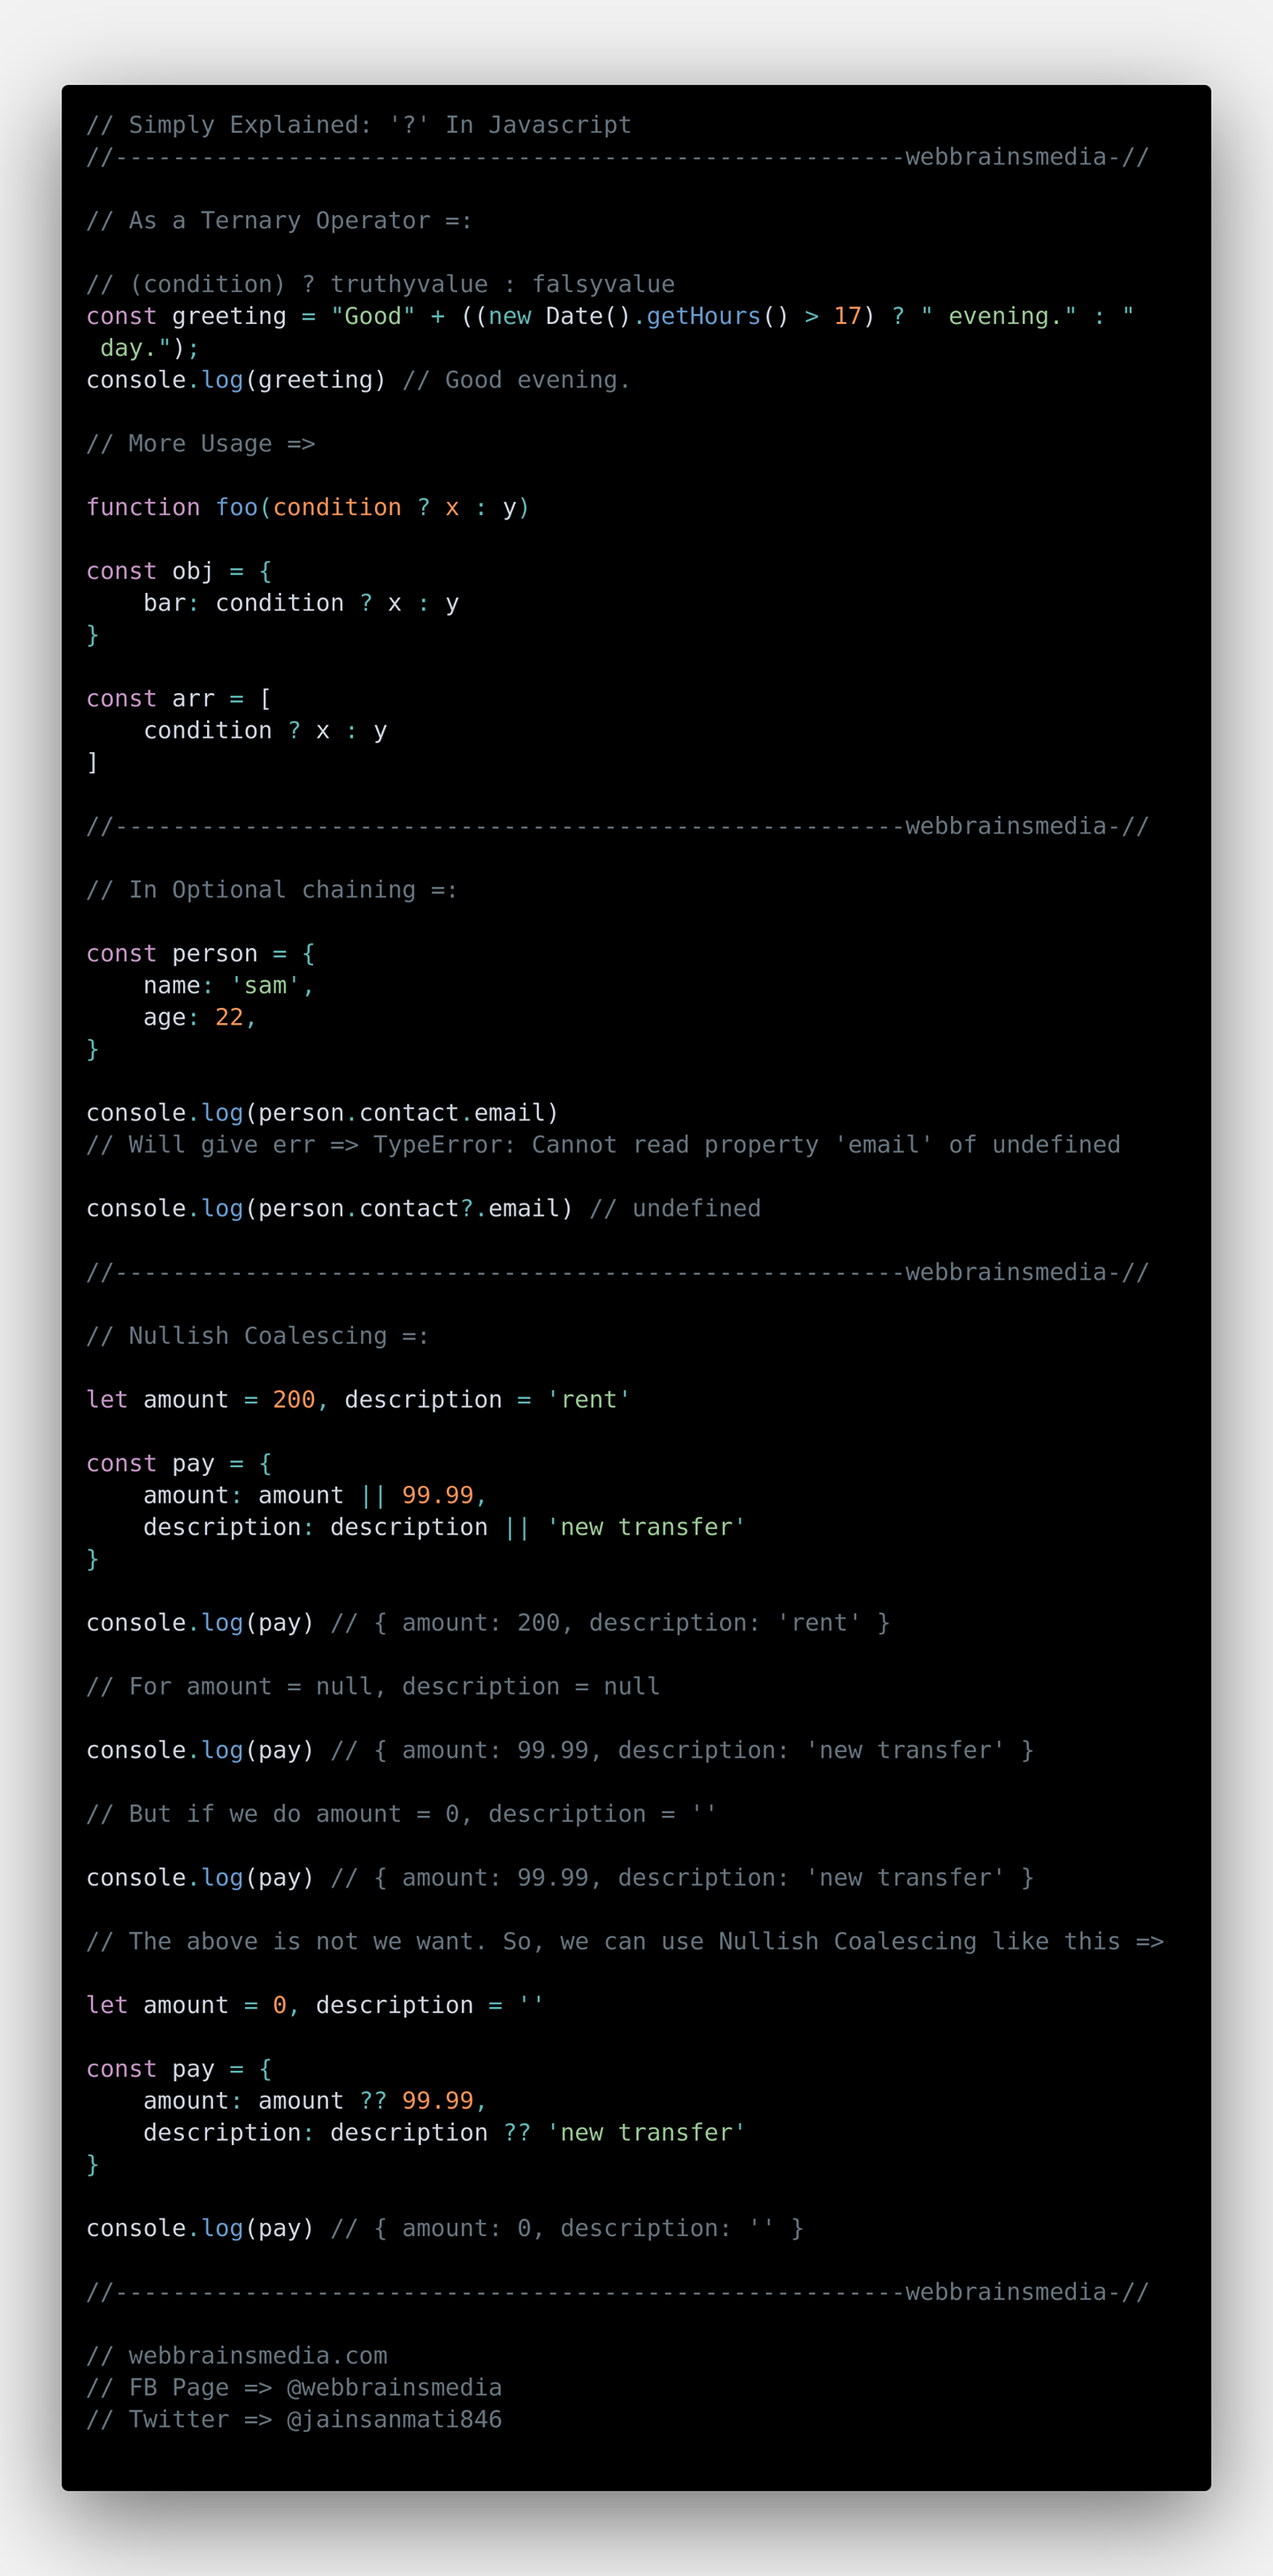 // Simply Explained: '?' In Javascript
//-------------------------------------------------------webbrainsmedia-//
// As a Ternary Operator =:
// (condition) ? truthyvalue : falsyvalue
const greeting = "Good" + ((new Date().getHours() > 17) ? " evening." : "
 day.");
console.log(greeting) // Good evening.
// More Usage =>
function foo(condition ? x : y)
const obj = {
    bar: condition ? x : y
}
const arr = [
    condition ? x : y
]
//-------------------------------------------------------webbrainsmedia-//
// In Optional chaining =:
const person = {
    name: 'sam',
    age: 22,
}
console.log(person.contact.email)
// Will give err => TypeError: Cannot read property 'email' of undefined
console.log(person.contact?.email) // undefined
//-------------------------------------------------------webbrainsmedia-//
// Nullish Coalescing =:
let amount = 200, description = 'rent'
const pay = {
    amount: amount || 99.99,
    description: description || 'new transfer'
}
console.log(pay) // { amount: 200, description: 'rent' }
// For amount = null, description = null
console.log(pay) // { amount: 99.99, description: 'new transfer' }
// But if we do amount = 0, description = ''
console.log(pay) // { amount: 99.99, description: 'new transfer' }
// The above is not we want. So, we can use Nullish Coalescing like this =>
let amount = 0, description = ''
const pay = {
    amount: amount ?? 99.99,
    description: description ?? 'new transfer'
}
console.log(pay) // { amount: 0, description: '' }
//-------------------------------------------------------webbrainsmedia-//
// webbrainsmedia.com
// FB Page => @webbrainsmedia
// Twitter => @jainsanmati846